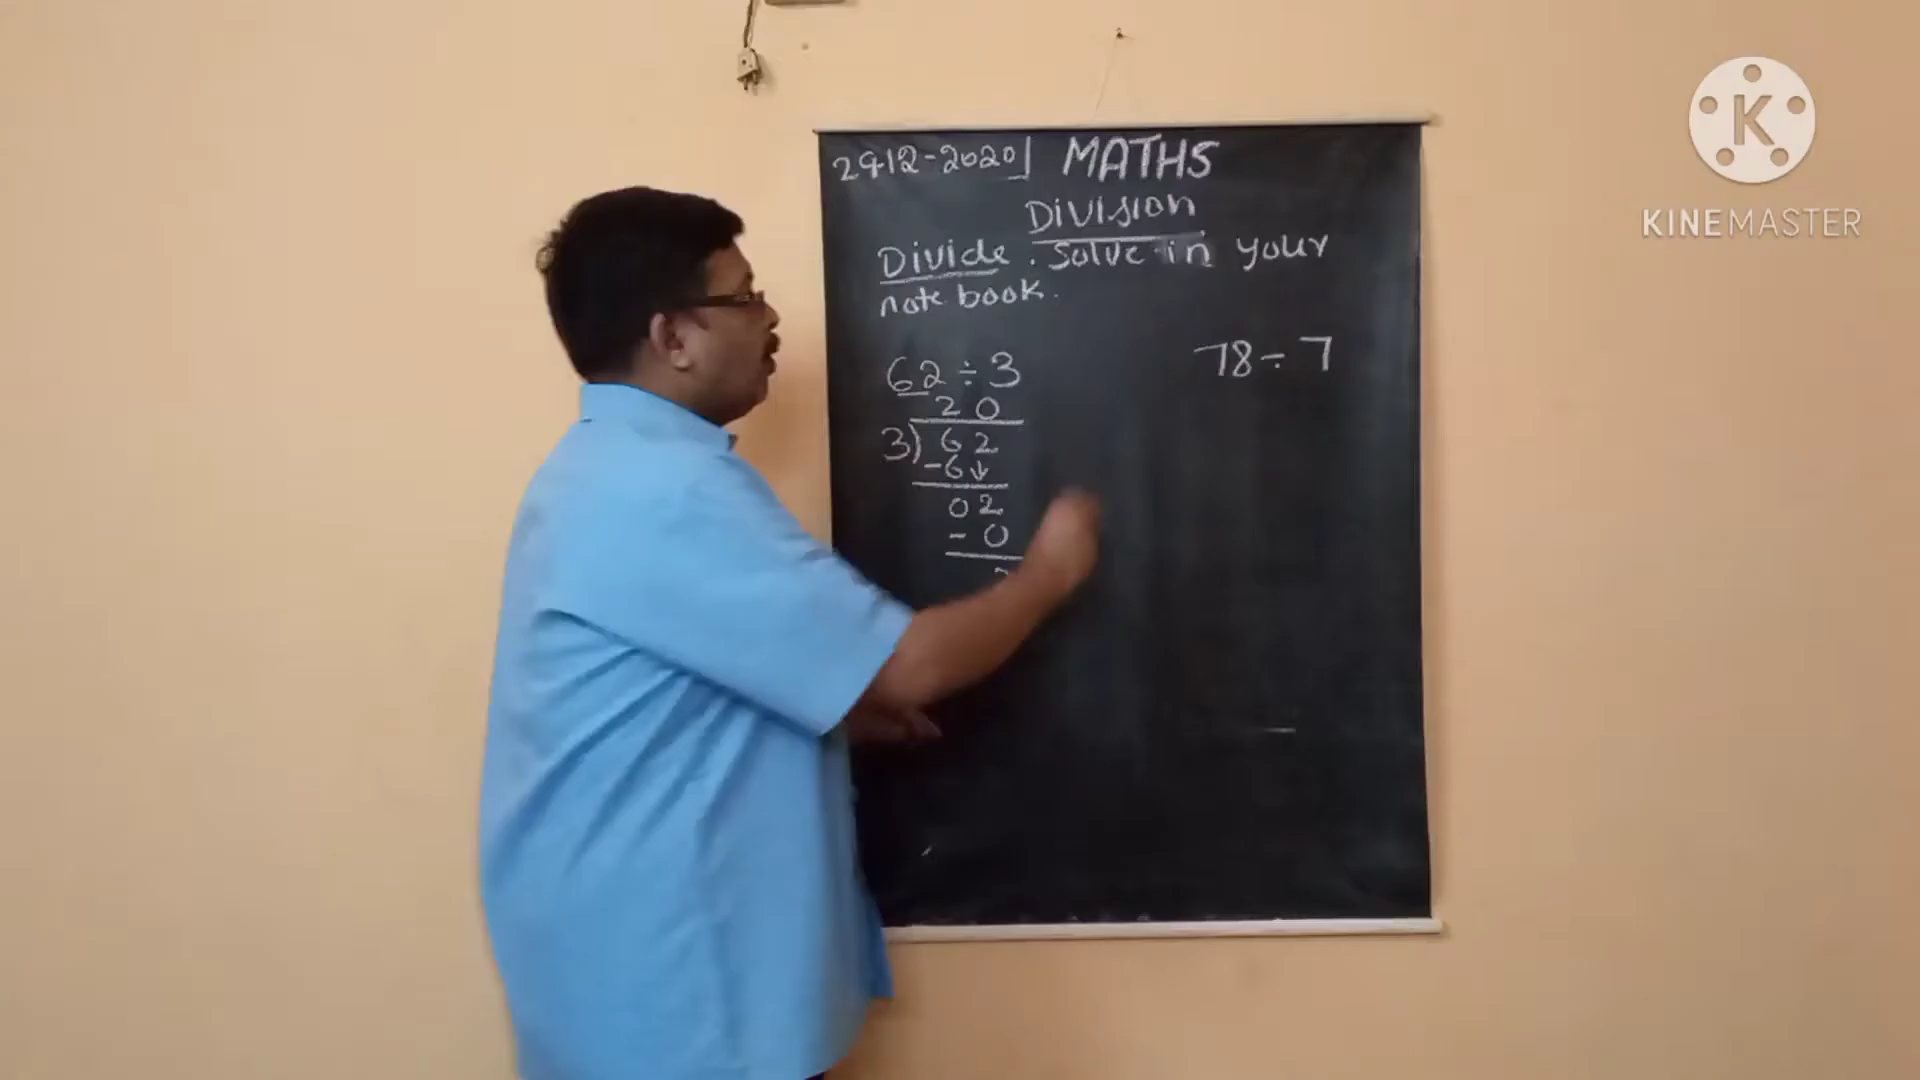 29-12-2020 MATHS
Division
Divide. Solve in your
note book.
62 ÷ 3
20
3) 62
-6↓
02
- 0
78 ÷ 7
K
KINEMASTER